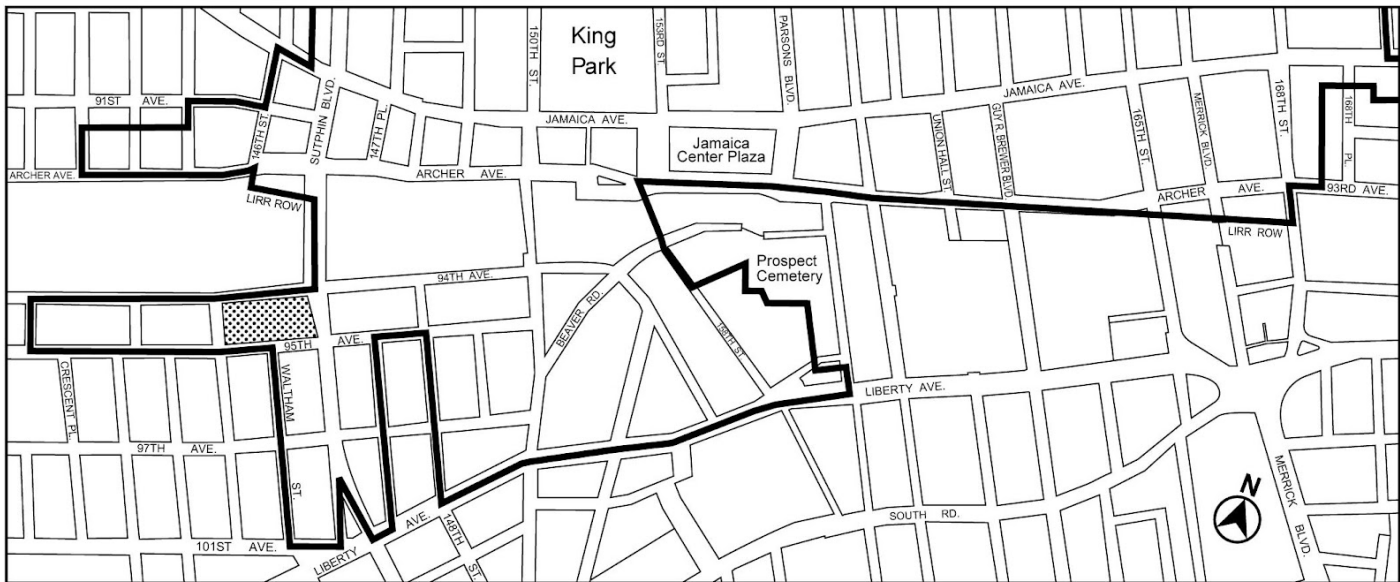 King
Park
150TH ST.
153RD ST.
PARSONS BLVD.
91ST AVE.
146TH ST.
SUTPHIN BLVD.
147TH PL.
JAMAICA AVE.
JAMAICA AVE.
Jamaica
Center Plaza
UNION HALL ST.
GUY R. BREWER BLVD.
165TH ST.
MERRICK BLVD.
168TH ST.
168TH PL.
ARCHER AVE.
ARCHER AVE.
ARCHER AVE.
93RD AVE.
LIRR ROW
LIRR ROW
94TH AVE.
Prospect
Cemetery
BEAVER RD.
158TH ST.
95TH AVE.
CRESCENT PL.
WALTHAM ST.
LIBERTY AVE.
97TH AVE.
101ST AVE.
LIBERTY AVE.
148TH ST.
SOUTH RD.
MERRICK BLVD.
N